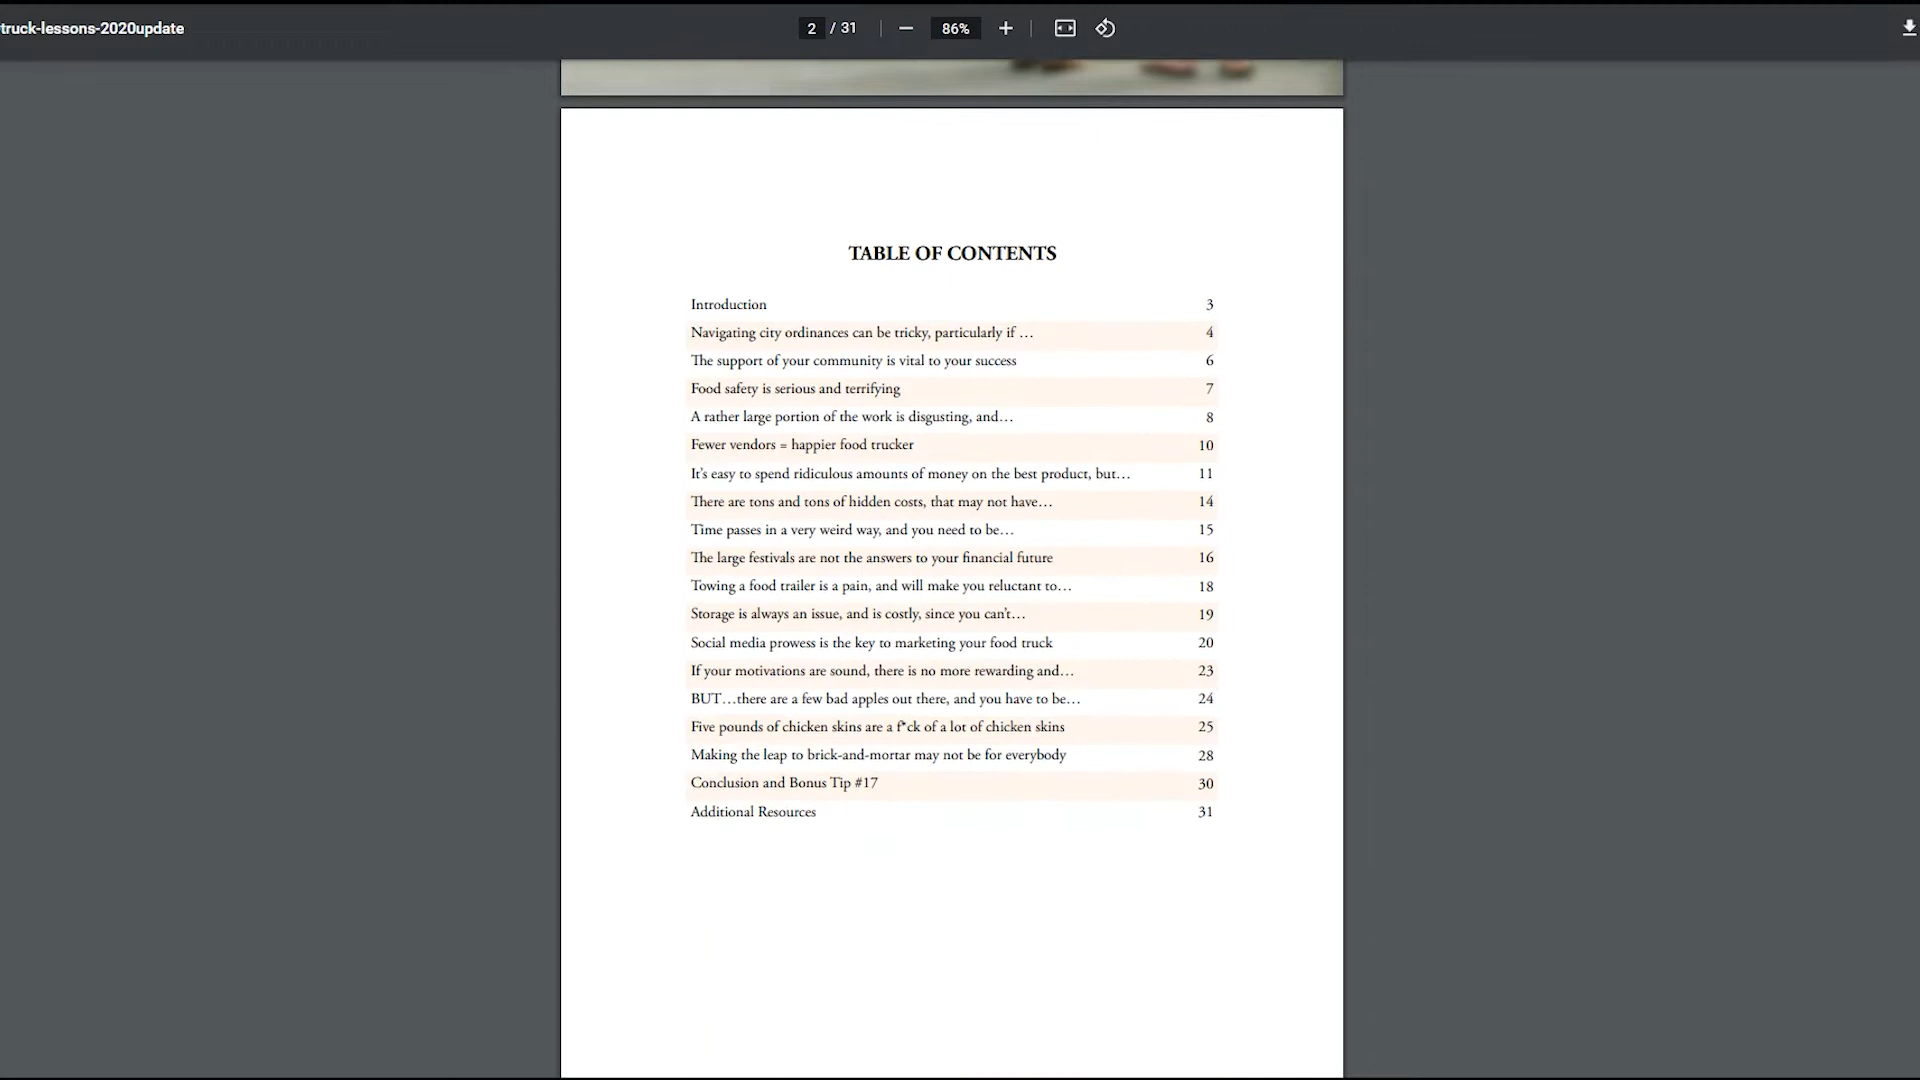 truck-lessons-2020update
2 / 31
86%
TABLE OF CONTENTS
Introduction 3
Navigating city ordinances can be tricky, particularly if … 4
The support of your community is vital to your success 6
Food safety is serious and terrifying 7
A rather large portion of the work is disgusting, and… 8
Fewer vendors = happier food trucker 10
It's easy to spend ridiculous amounts of money on the best product, but… 11
There are tons and tons of hidden costs, that may not have… 14
Time passes in a very weird way, and you need to be… 15
The large festivals are not the answers to your financial future 16
Towing a food trailer is a pain, and will make you reluctant to… 18
Storage is always an issue, and is costly, since you can't… 19
Social media prowess is the key to marketing your food truck 20
If your motivations are sound, there is no more rewarding and… 23
BUT…there are a few bad apples out there, and you have to be… 24
Five pounds of chicken skins are a f*ck of a lot of chicken skins 25
Making the leap to brick-and-mortar may not be for everybody 28
Conclusion and Bonus Tip #17 30
Additional Resources 31